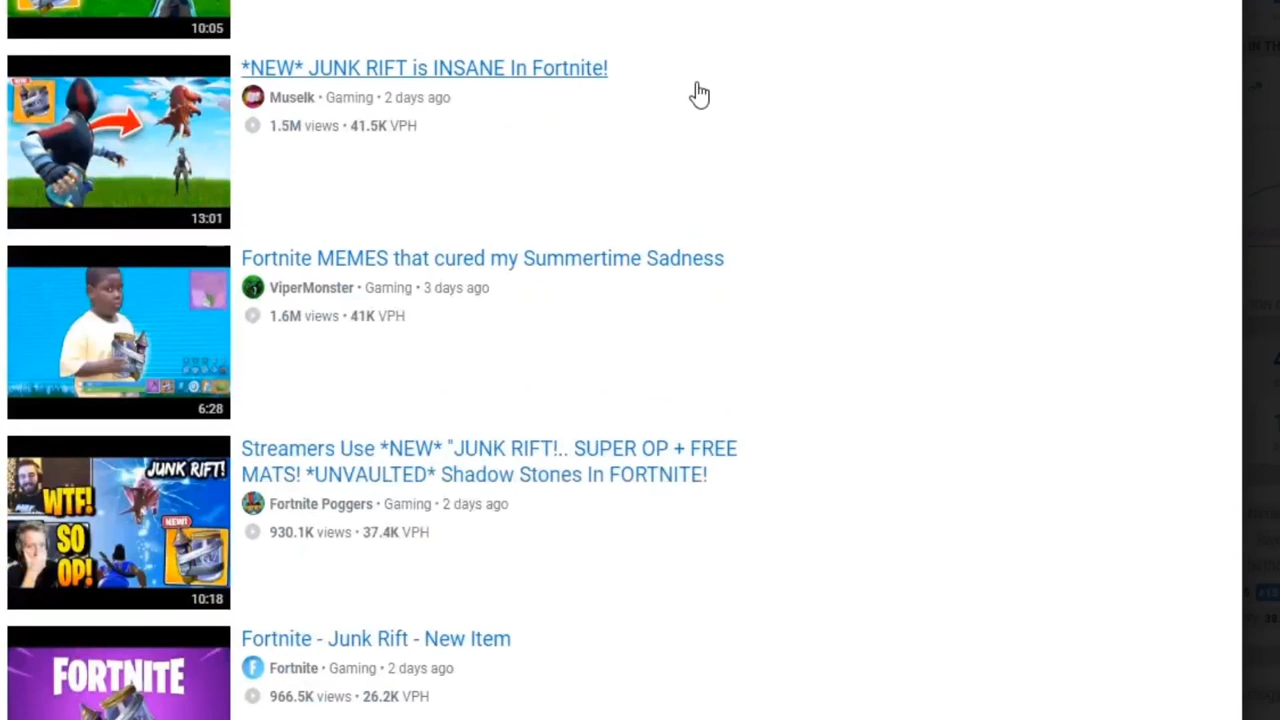 10:05
*NEW* JUNK RIFT is INSANE In Fortnite!
Muselk • Gaming • 2 days ago
1.5M views • 41.5K VPH
13:01
Fortnite MEMES that cured my Summertime Sadness
ViperMonster • Gaming • 3 days ago
1.6M views • 41K VPH
6:28
Streamers Use *NEW* "JUNK RIFT!.. SUPER OP + FREE
MATS! *UNVAULTED* Shadow Stones In FORTNITE!
Fortnite Poggers • Gaming • 2 days ago
930.1K views • 37.4K VPH
JUNK RIFT!
WTF!
NEW!
SO
OP!
10:18
Fortnite - Junk Rift - New Item
Fortnite • Gaming • 2 days ago
966.5K views • 26.2K VPH
FORTNITE